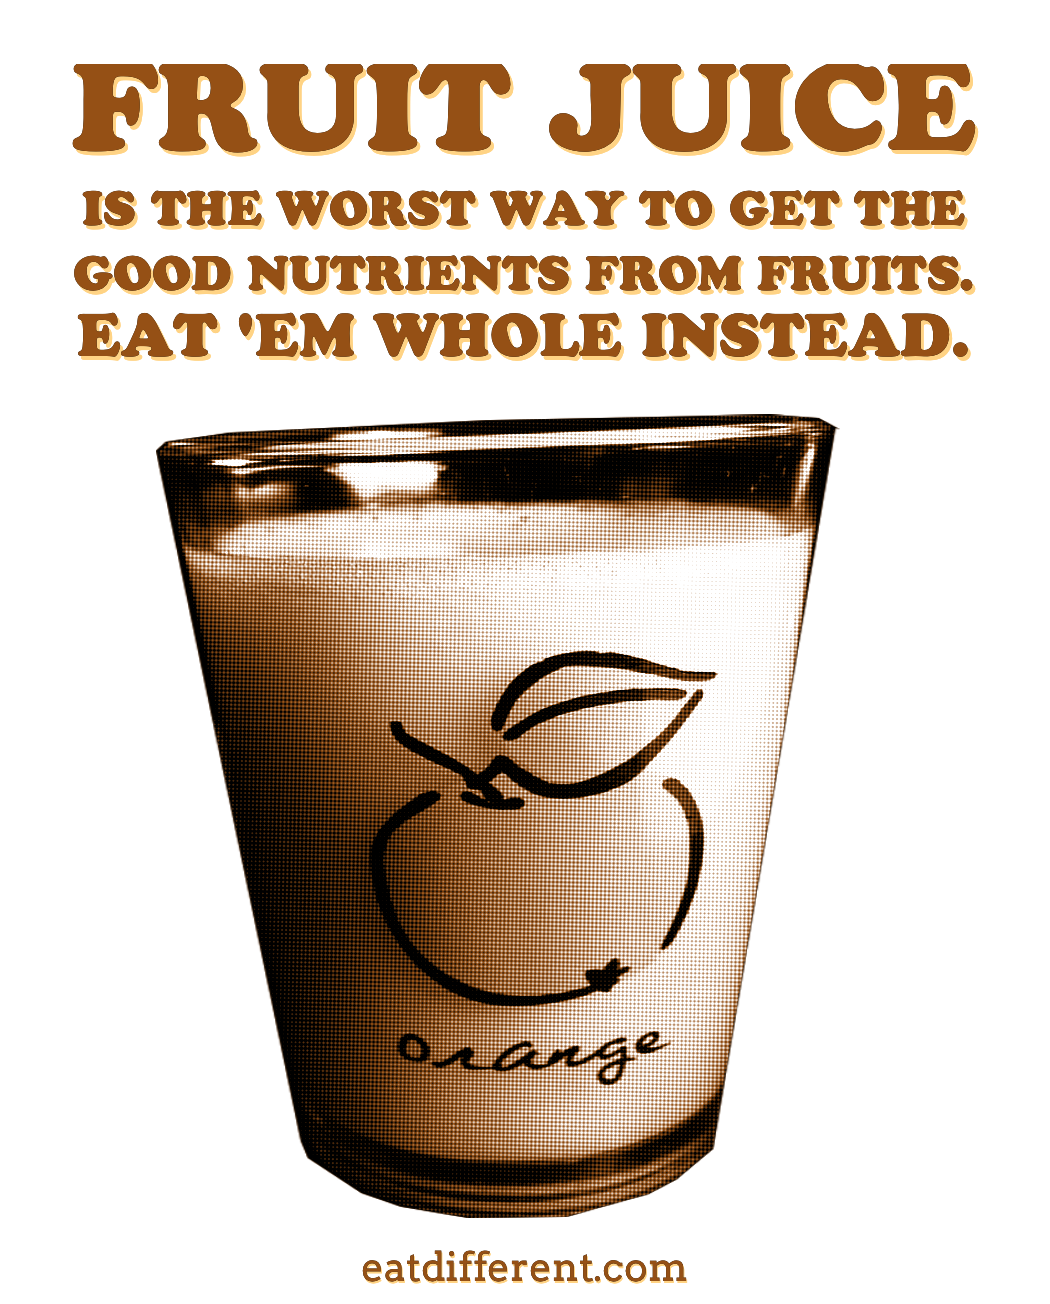 FRUIT JUICE
IS THE WORST WAY TO GET THE
GOOD NUTRIENTS FROM FRUITS.
EAT 'EM WHOLE INSTEAD.
orange
eatdifferent.com